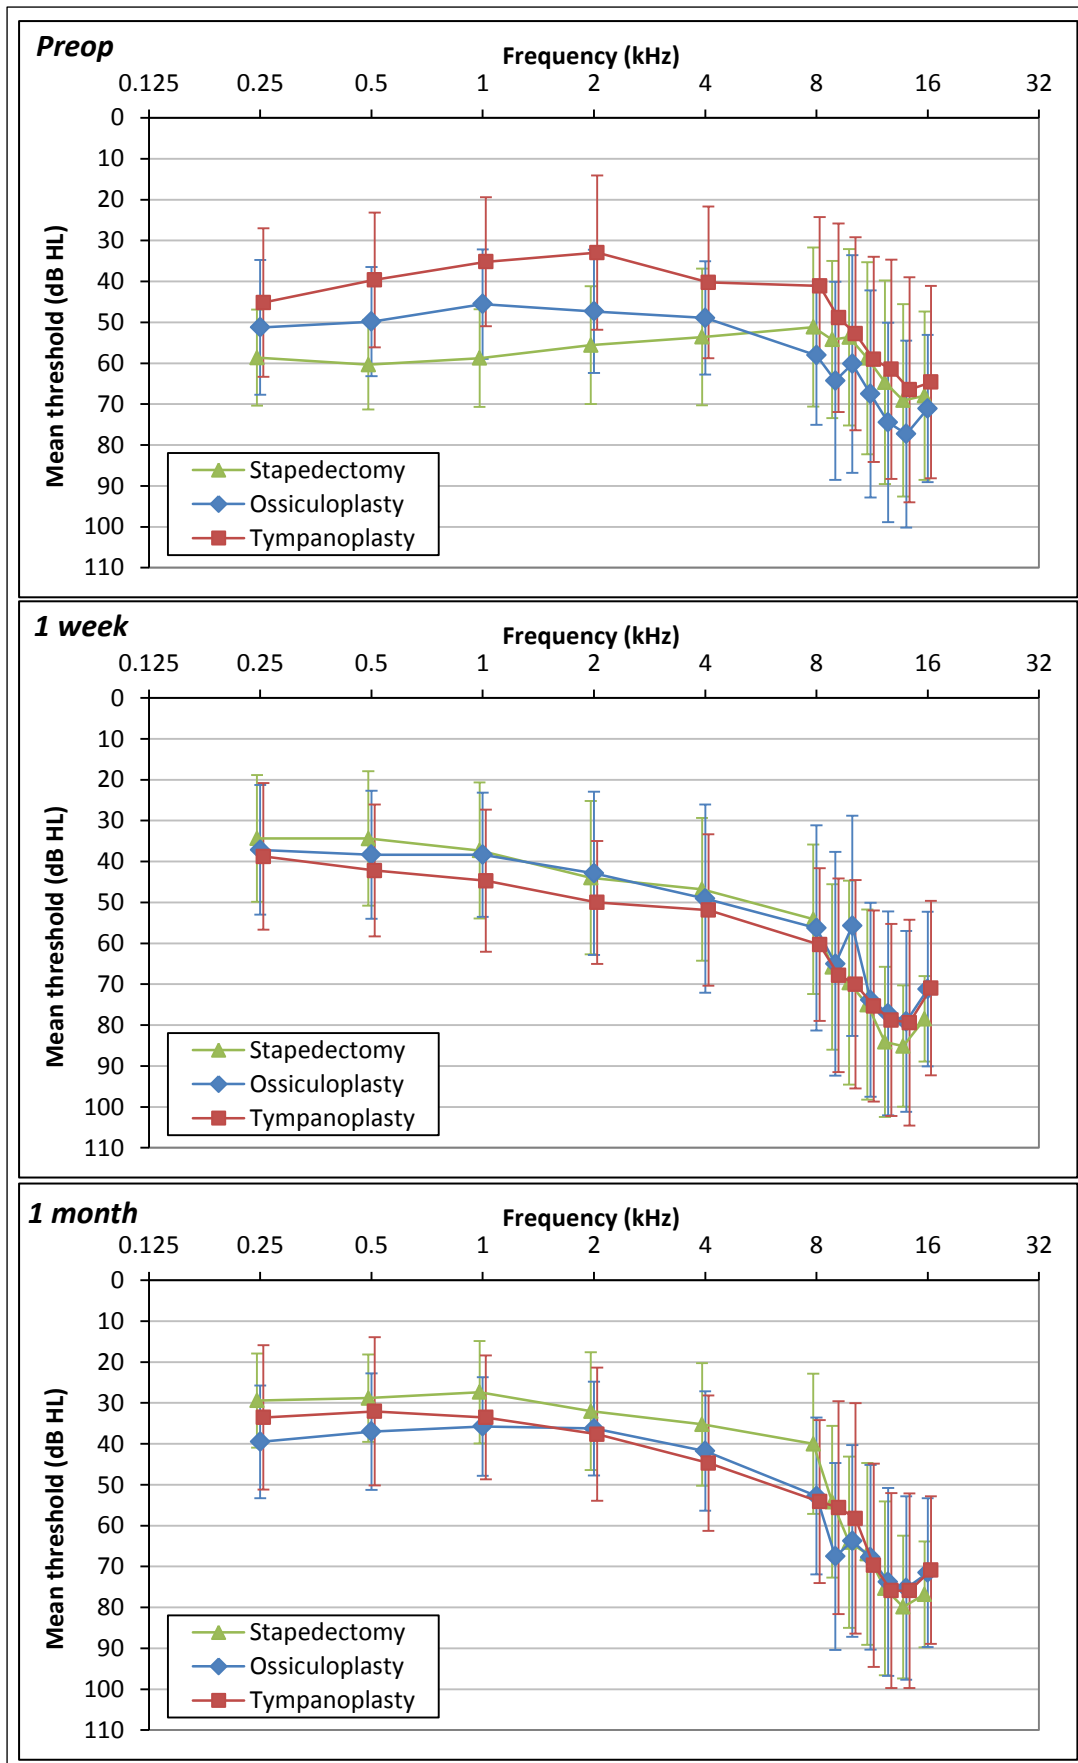 Preop
Frequency (kHz)
0.125 0.25 0.5 1 2 4 8 16 32
Mean threshold (dB HL)
0
10
20
30
40
50
60
70
80
90
100
110
Stapedectomy
Ossiculoplasty
Tympanoplasty
1 week
Frequency (kHz)
0.125 0.25 0.5 1 2 4 8 16 32
Mean threshold (dB HL)
0
10
20
30
40
50
60
70
80
90
100
110
Stapedectomy
Ossiculoplasty
Tympanoplasty
1 month
Frequency (kHz)
0.125 0.25 0.5 1 2 4 8 16 32
Mean threshold (dB HL)
0
10
20
30
40
50
60
70
80
90
100
110
Stapedectomy
Ossiculoplasty
Tympanoplasty